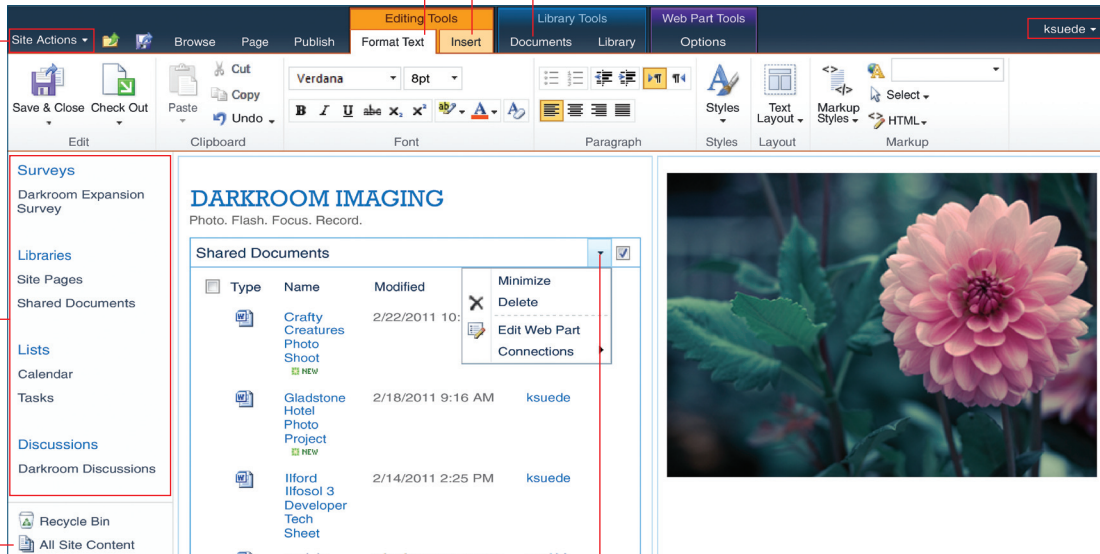 Editing Tools
Library Tools
Web Part Tools
Site Actions
Browse
Page
Publish
Format Text
Insert
Documents
Library
Options
ksuede
Save & Close
Check Out
Edit
Paste
Cut
Copy
Undo
Clipboard
Verdana
8pt
B I U abc X₂ X²
A
A
Font
Paragraph
Styles
Styles
Text
Layout
Layout
Markup
Styles
Select
HTML
Markup
Surveys
Darkroom Expansion
Survey
Libraries
Site Pages
Shared Documents
Lists
Calendar
Tasks
Discussions
Darkroom Discussions
Recycle Bin
All Site Content
DARKROOM IMAGING
Photo. Flash. Focus. Record.
Shared Documents
Type
Name
Modified
Minimize
Delete
Edit Web Part
Connections
Crafty
Creatures
Photo
Shoot
NEW
2/22/2011 10:
Gladstone
Hotel
Photo
Project
NEW
2/18/2011 9:16 AM
ksuede
Ilford
Ilfosol 3
Developer
Tech
Sheet
2/14/2011 2:25 PM
ksuede